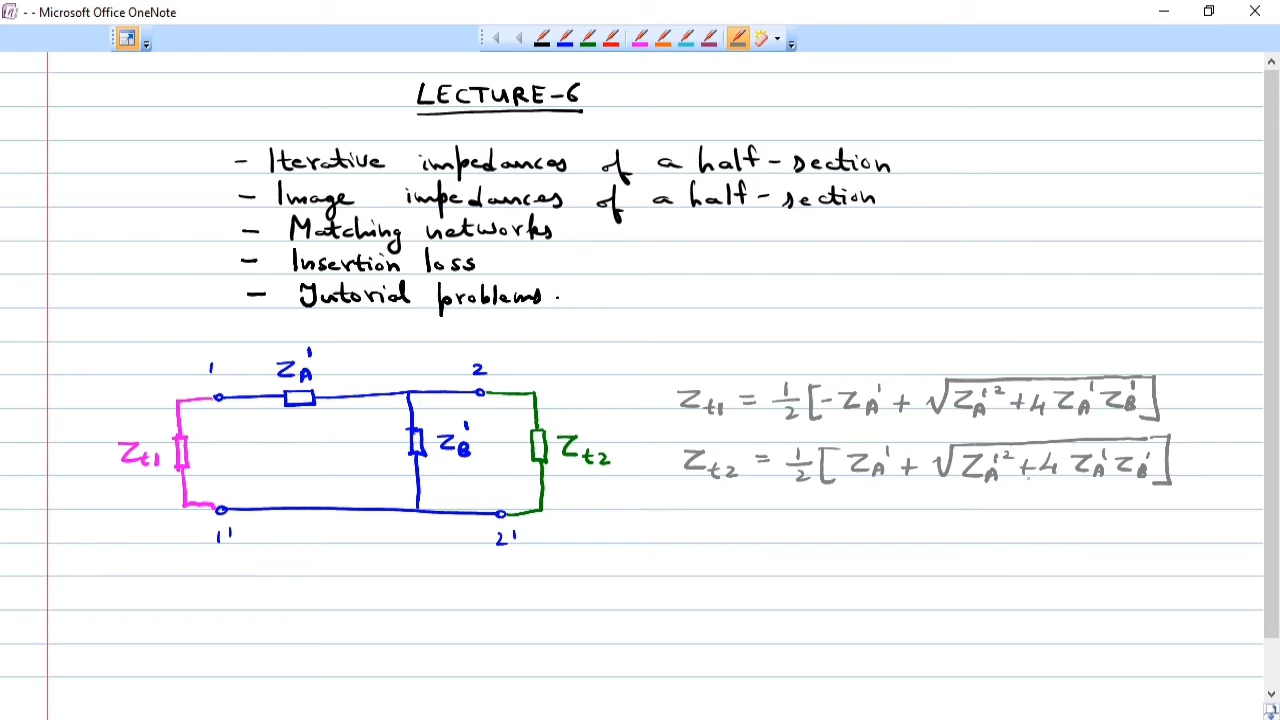 - - Microsoft Office OneNote
LECTURE-6
- Iterative impedances of a half-section
- Image impedances of a half-section
- Matching networks
- Insertion loss
- Tutorial problems.
1 Z_A' 2
Z_t1 Z_B' Z_t2
1' 2'
Z_t1 = 1/2 [-Z_A' + √(Z_A'² + 4 Z_A' Z_B')]
Z_t2 = 1/2 [Z_A' + √(Z_A'² + 4 Z_A' Z_B')]